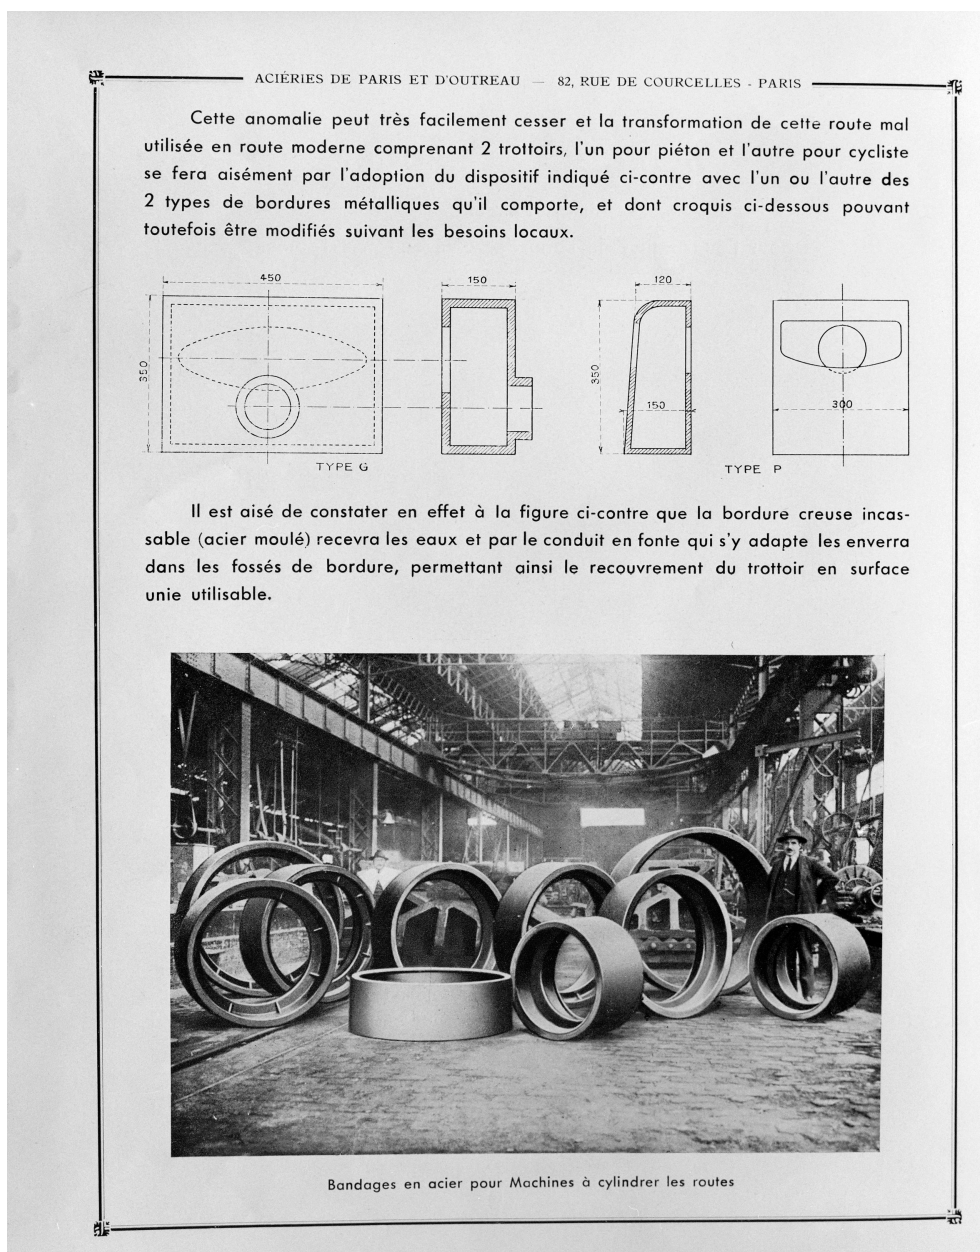 ACIÉRIES DE PARIS ET D'OUTREAU — 82, RUE DE COURCELLES - PARIS
Cette anomalie peut très facilement cesser et la transformation de cette route mal
utilisée en route moderne comprenant 2 trottoirs, l'un pour piéton et l'autre pour cycliste
se fera aisément par l'adoption du dispositif indiqué ci-contre avec l'un ou l'autre des
2 types de bordures métalliques qu'il comporte, et dont croquis ci-dessous pouvant
toutefois être modifiés suivant les besoins locaux.
450
150
120
350
350
150
300
TYPE G
TYPE P
Il est aisé de constater en effet à la figure ci-contre que la bordure creuse incas-
sable (acier moulé) recevra les eaux et par le conduit en fonte qui s'y adapte les enverra
dans les fossés de bordure, permettant ainsi le recouvrement du trottoir en surface
unie utilisable.
Bandages en acier pour Machines à cylindrer les routes